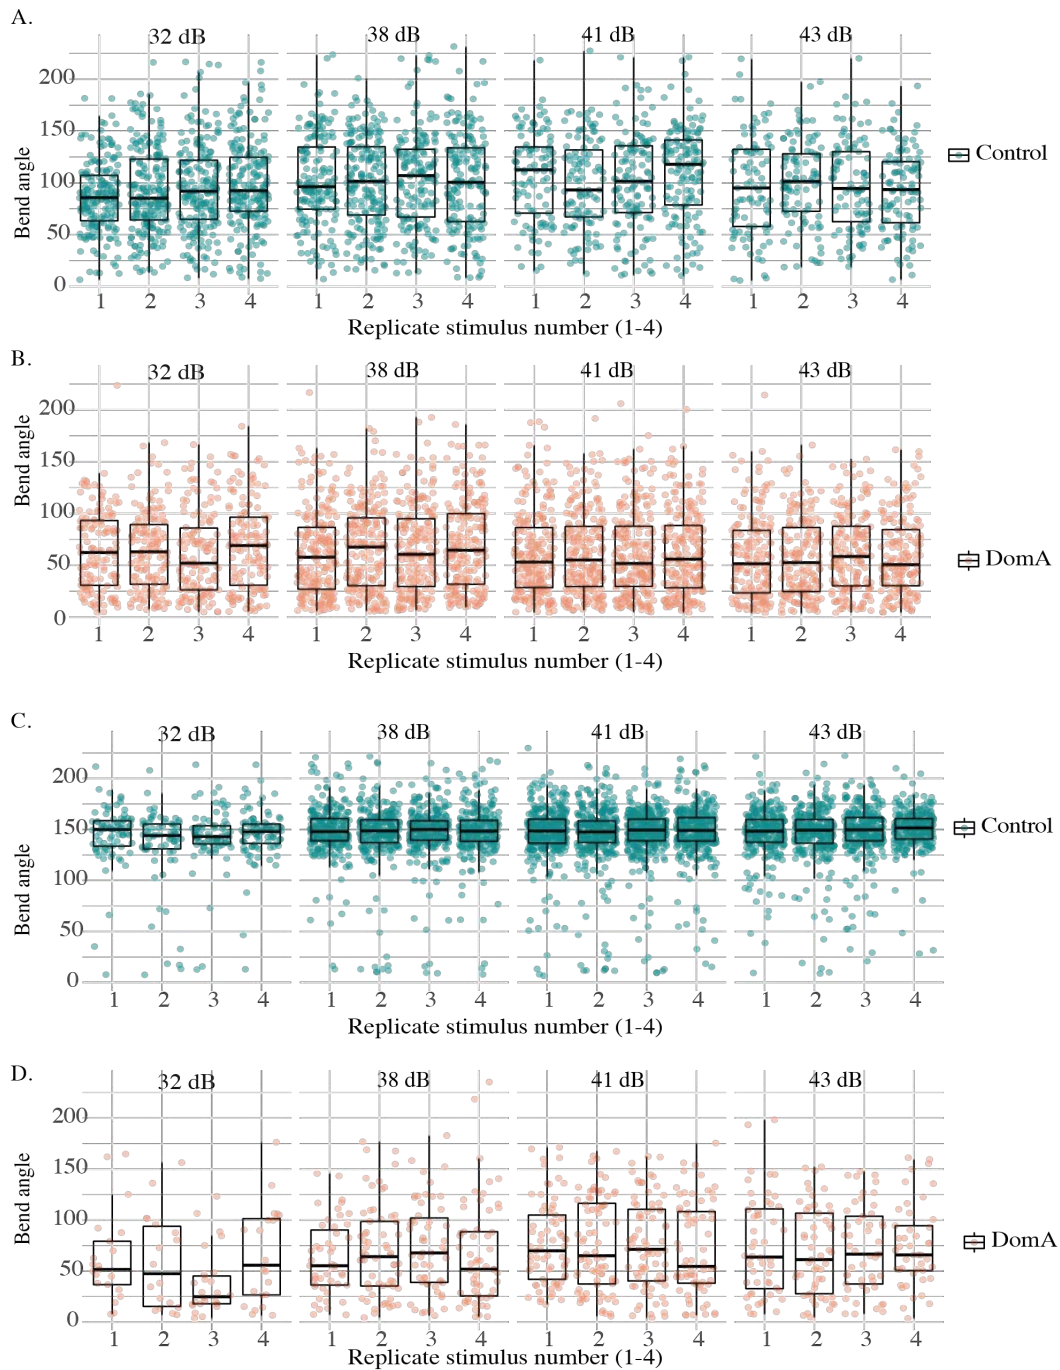 A.
32 dB 38 dB 41 dB 43 dB
200
150
100
50
0
Bend angle
Control
1 2 3 4 1 2 3 4 1 2 3 4 1 2 3 4
Replicate stimulus number (1-4)
B.
32 dB 38 dB 41 dB 43 dB
200
150
100
50
0
Bend angle
DomA
1 2 3 4 1 2 3 4 1 2 3 4 1 2 3 4
Replicate stimulus number (1-4)
C.
32 dB 38 dB 41 dB 43 dB
200
150
100
50
0
Bend angle
Control
1 2 3 4 1 2 3 4 1 2 3 4 1 2 3 4
Replicate stimulus number (1-4)
D.
32 dB 38 dB 41 dB 43 dB
200
150
100
50
0
Bend angle
DomA
1 2 3 4 1 2 3 4 1 2 3 4 1 2 3 4
Replicate stimulus number (1-4)